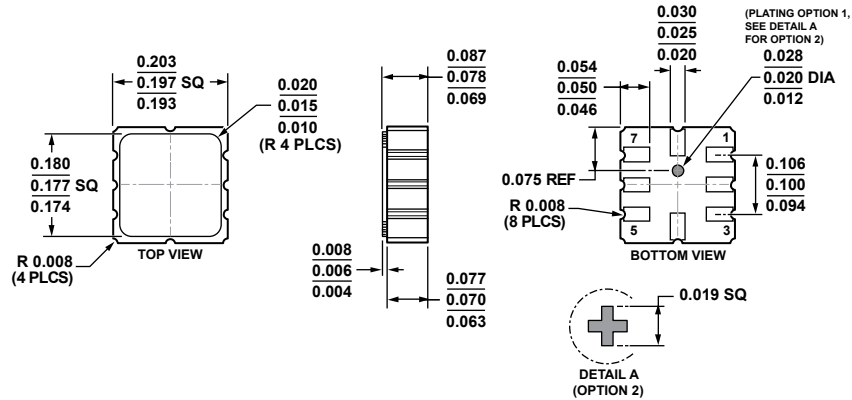 0.203
0.197 SQ
0.193
0.020
0.015
0.010
(R 4 PLCS)
0.180
0.177 SQ
0.174
R 0.008
(4 PLCS)
TOP VIEW
0.087
0.078
0.069
0.008
0.006
0.004
0.077
0.070
0.063
0.030
0.025
0.020
(PLATING OPTION 1,
SEE DETAIL A
FOR OPTION 2)
0.028
0.020 DIA
0.012
0.054
0.050
0.046
7
1
0.075 REF
0.106
0.100
0.094
R 0.008
(8 PLCS)
5
3
BOTTOM VIEW
0.019 SQ
DETAIL A
(OPTION 2)